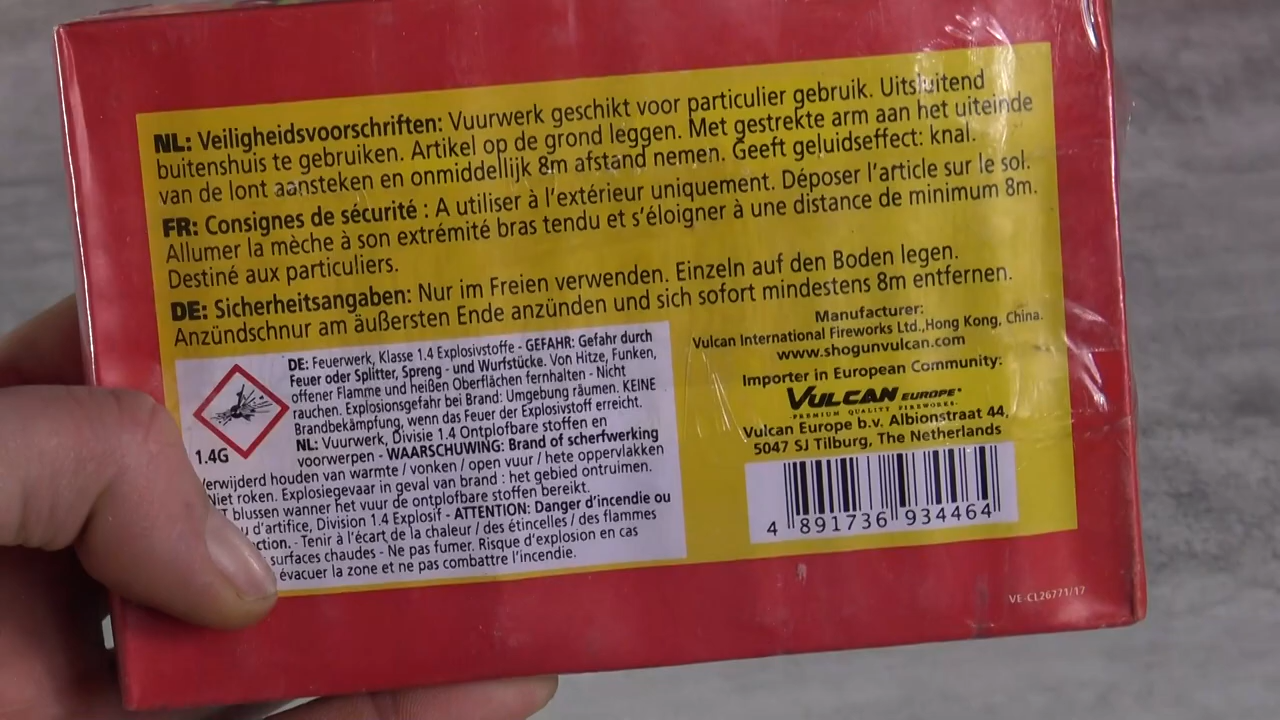 NL: Veiligheidsvoorschriften: Vuurwerk geschikt voor particulier gebruik. Uitsluitend
buitenshuis te gebruiken. Artikel op de grond leggen. Met gestrekte arm aan het uiteinde
van de lont aansteken en onmiddellijk 8m afstand nemen. Geeft geluidseffect: knal.
FR: Consignes de sécurité : A utiliser à l'extérieur uniquement. Déposer l'article sur le sol.
Allumer la mèche à son extrémité bras tendu et s'éloigner à une distance de minimum 8m.
Destiné aux particuliers.
DE: Sicherheitsangaben: Nur im Freien verwenden. Einzeln auf den Boden legen.
Anzündschnur am äußersten Ende anzünden und sich sofort mindestens 8m entfernen.
DE: Feuerwerk, Klasse 1.4 Explosivstoffe - GEFAHR: Gefahr durch
Feuer oder Splitter, Spreng - und Wurfstücke. Von Hitze, Funken,
offener Flamme und heißen Oberflächen fernhalten - Nicht
rauchen. Explosionsgefahr bei Brand: Umgebung räumen. KEINE
Brandbekämpfung, wenn das Feuer der Explosivstoff erreicht.
1.4G
NL: Vuurwerk, Divisie 1.4 Ontplofbare stoffen en
voorwerpen - WAARSCHUWING: Brand of scherfwerking
Verwijderd houden van warmte / vonken / open vuur / hete oppervlakken
Niet roken. Explosiegevaar in geval van brand : het gebied ontruimen.
blussen wanner het vuur de ontplofbare stoffen bereikt.
d'artifice, Division 1.4 Explosif - ATTENTION: Danger d'incendie ou
- Tenir à l'écart de la chaleur / des étincelles / des flammes
surfaces chaudes - Ne pas fumer. Risque d'explosion en cas
évacuer la zone et ne pas combattre l'incendie.
Manufacturer:
Vulcan International Fireworks Ltd.,Hong Kong, China.
www.shogunvulcan.com
Importer in European Community:
VULCAN EUROPE
-PREMIUM QUALITY FIREWORKS-
Vulcan Europe b.v. Albionstraat 44,
5047 SJ Tilburg, The Netherlands
4 891736 934464
VE-CL26771/17